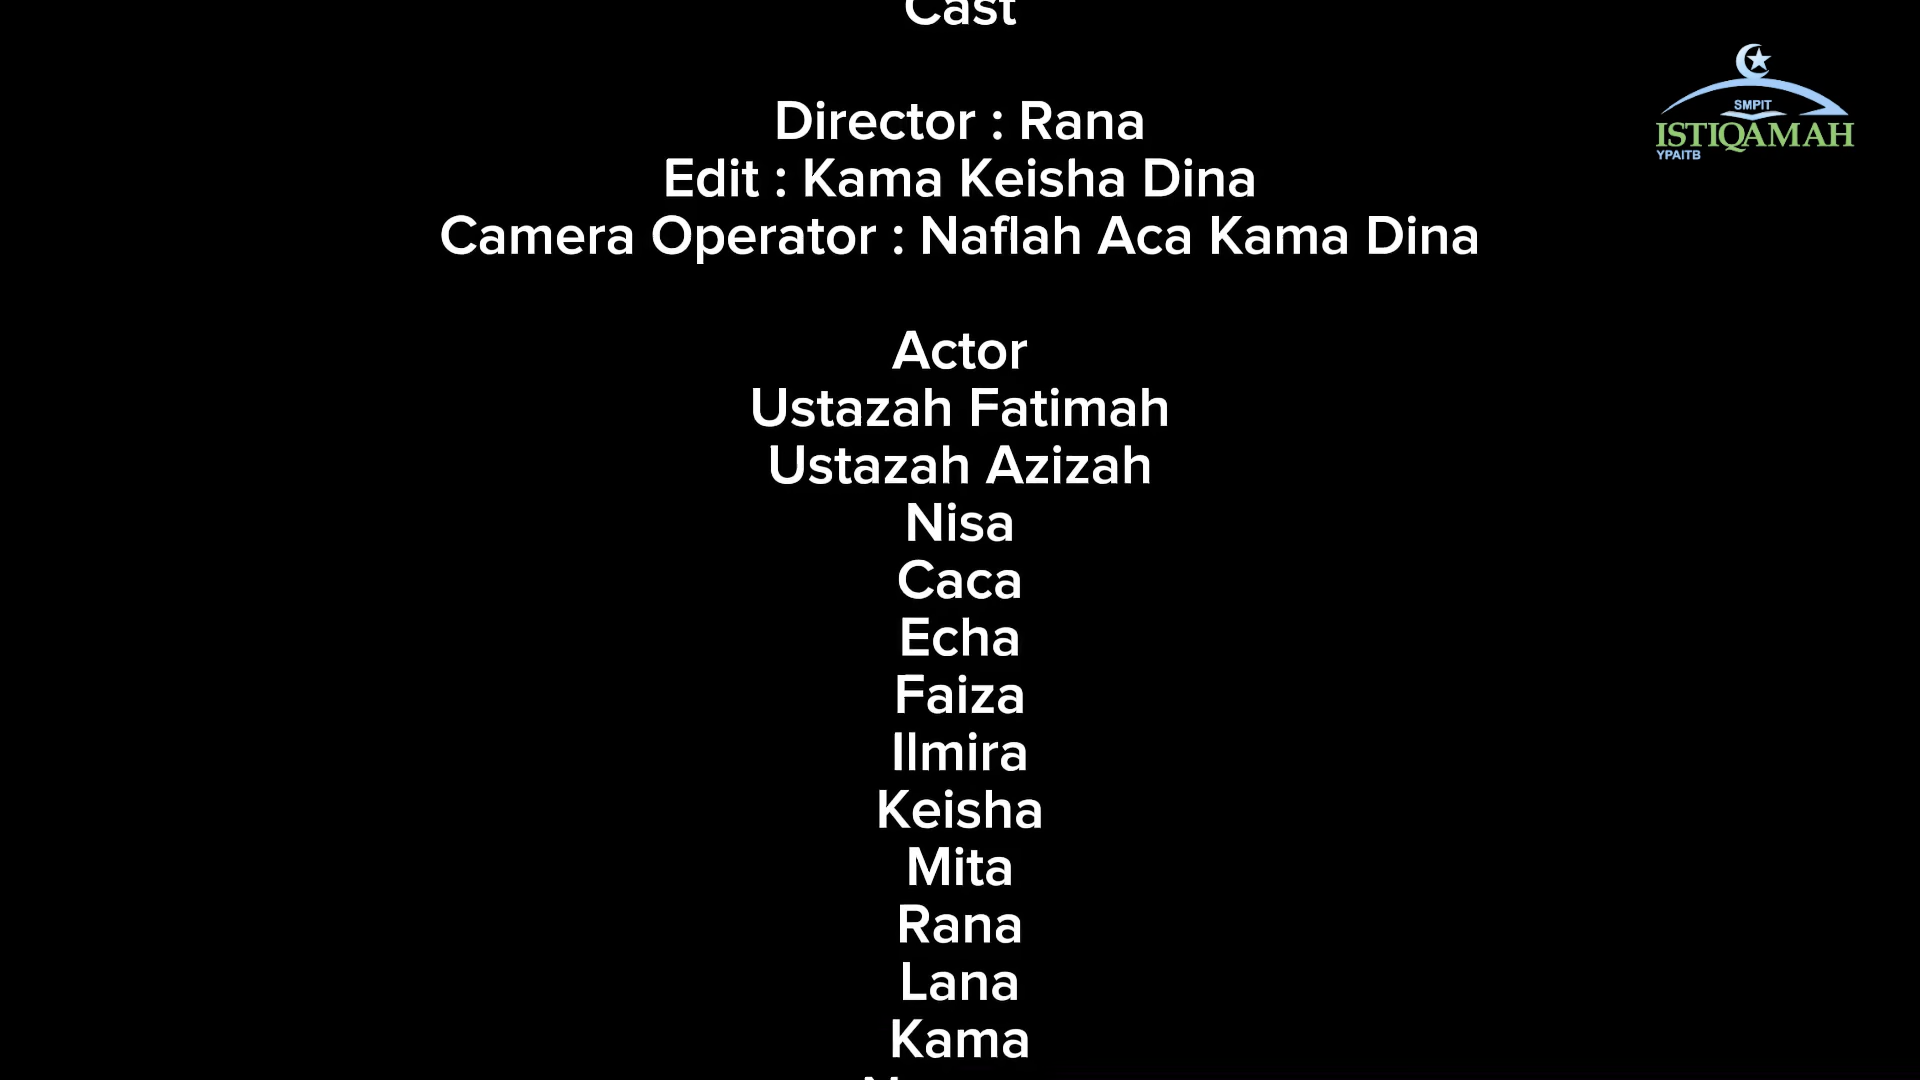 Cast
SMPIT
ISTIQAMAH
YPAITB
Director : Rana
Edit : Kama Keisha Dina
Camera Operator : Naflah Aca Kama Dina
Actor
Ustazah Fatimah
Ustazah Azizah
Nisa
Caca
Echa
Faiza
Ilmira
Keisha
Mita
Rana
Lana
Kama